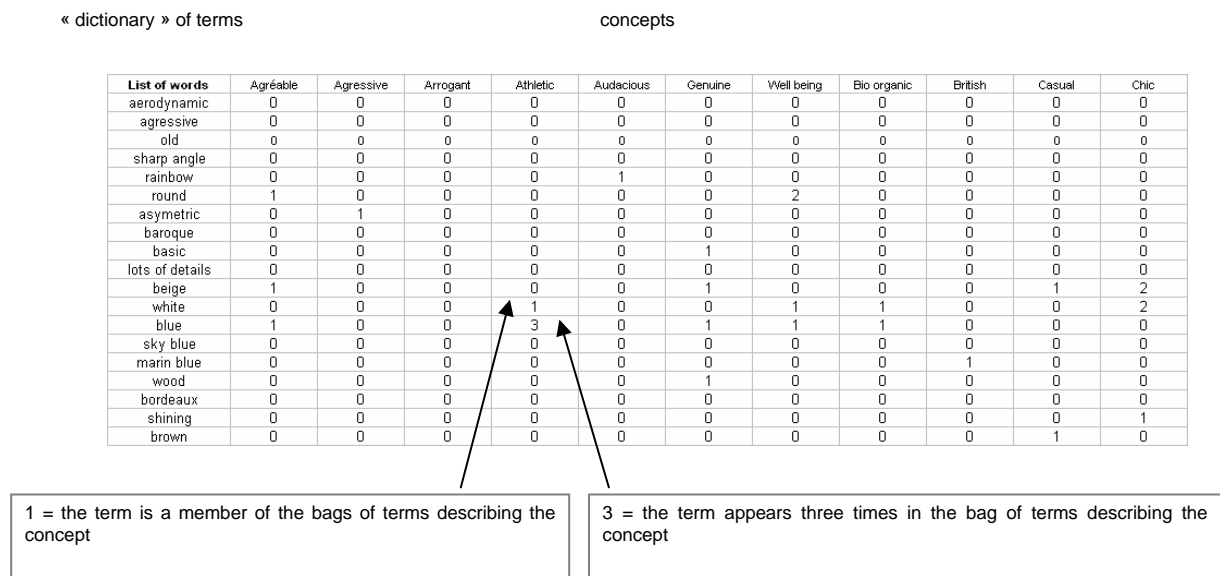 « dictionary » of terms concepts
List of words Agréable Agressive Arrogant Athletic Audacious Genuine Well being Bio organic British Casual Chic
aerodynamic 0 0 0 0 0 0 0 0 0 0 0
agressive 0 0 0 0 0 0 0 0 0 0 0
old 0 0 0 0 0 0 0 0 0 0 0
sharp angle 0 0 0 0 0 0 0 0 0 0 0
rainbow 0 0 0 0 1 0 0 0 0 0 0
round 1 0 0 0 0 0 2 0 0 0 0
asymetric 0 1 0 0 0 0 0 0 0 0 0
baroque 0 0 0 0 0 0 0 0 0 0 0
basic 0 0 0 0 0 1 0 0 0 0 0
lots of details 0 0 0 0 0 0 0 0 0 0 0
beige 1 0 0 0 0 1 0 0 0 1 2
white 0 0 0 1 0 0 1 1 0 0 2
blue 1 0 0 3 0 1 1 1 0 0 0
sky blue 0 0 0 0 0 0 0 0 0 0 0
marin blue 0 0 0 0 0 0 0 0 1 0 0
wood 0 0 0 0 0 1 0 0 0 0 0
bordeaux 0 0 0 0 0 0 0 0 0 0 0
shining 0 0 0 0 0 0 0 0 0 0 1
brown 0 0 0 0 0 0 0 0 0 1 0
1 = the term is a member of the bags of terms describing the
concept
3 = the term appears three times in the bag of terms describing the
concept